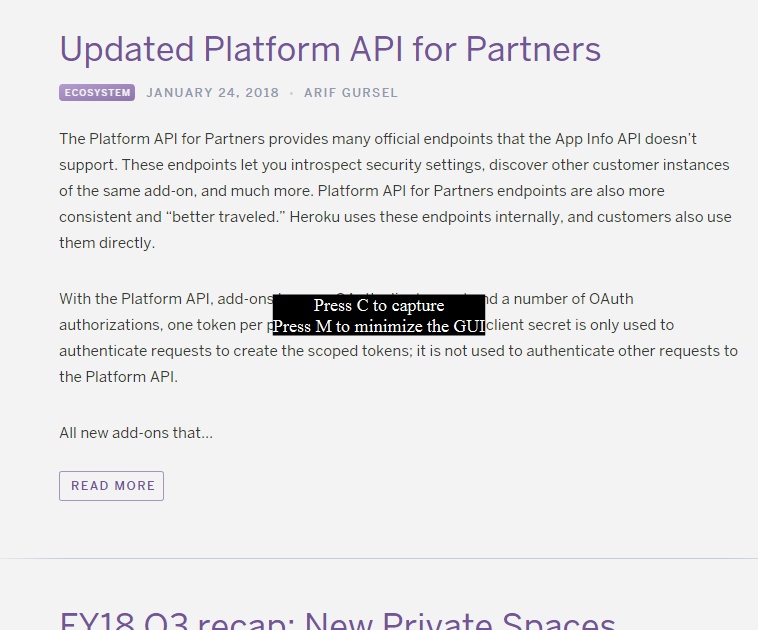 Updated Platform API for Partners
ECOSYSTEM JANUARY 24, 2018 • ARIF GURSEL
The Platform API for Partners provides many official endpoints that the App Info API doesn’t
support. These endpoints let you introspect security settings, discover other customer instances
of the same add-on, and much more. Platform API for Partners endpoints are also more
consistent and “better traveled.” Heroku uses these endpoints internally, and customers also use
them directly.
With the Platform API, add-ons and a number of OAuth
Press C to capture
authorizations, one token per client secret is only used to
Press M to minimize the GUI
authenticate requests to create the scoped tokens; it is not used to authenticate other requests to
the Platform API.
All new add-ons that...
READ MORE
FY18 Q3 recap: New Private Spaces